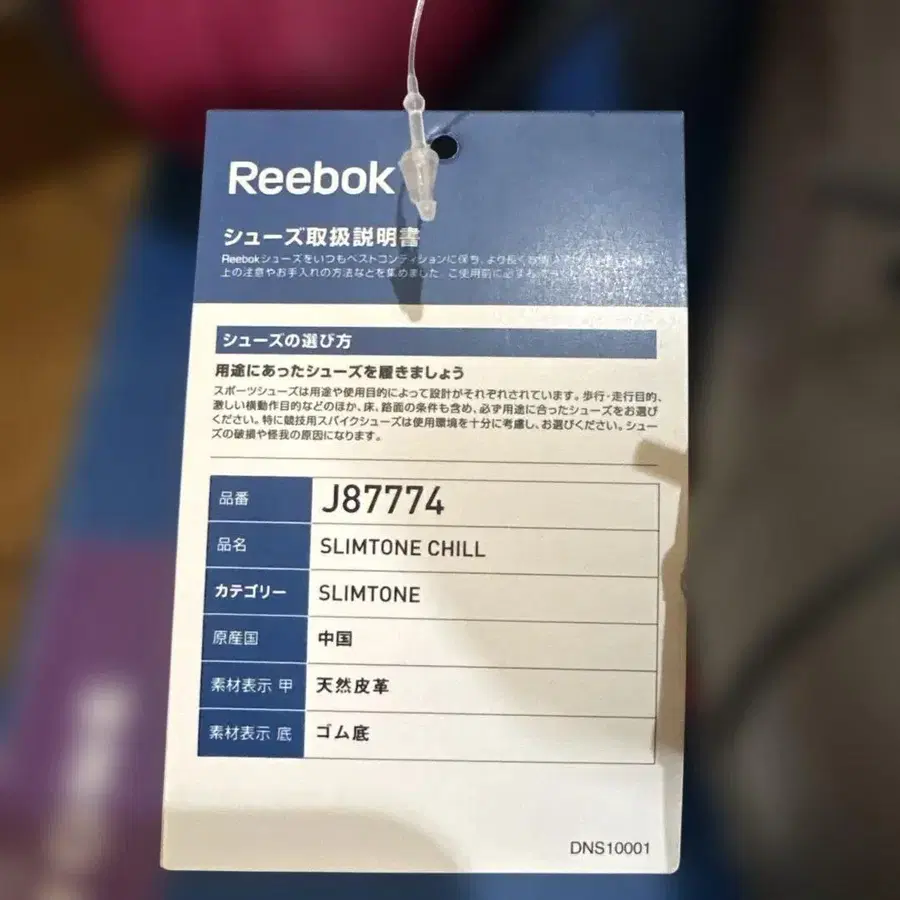 Reebok
シューズ取扱説明書
Reebokシューズをいつもベストコンディションに保ち、より長く
上の注意やお手入れの方法などを集めました。ご使用前に必ず
シューズの選び方
用途にあったシューズを履きましょう
スポーツシューズは用途や使用目的によって設計がそれぞれされています。歩行・走行目的、
激しい横動作目的などのほか、床、路面の条件も含め、必ず用途に合ったシューズをお選び
ください。特に競技用スパイクシューズは使用環境を十分に考慮し、お選びください。シュー
ズの破損や怪我の原因になります。
品番 J87774
品名 SLIMTONE CHILL
カテゴリー SLIMTONE
原産国 中国
素材表示 甲 天然皮革
素材表示 底 ゴム底
DNS10001